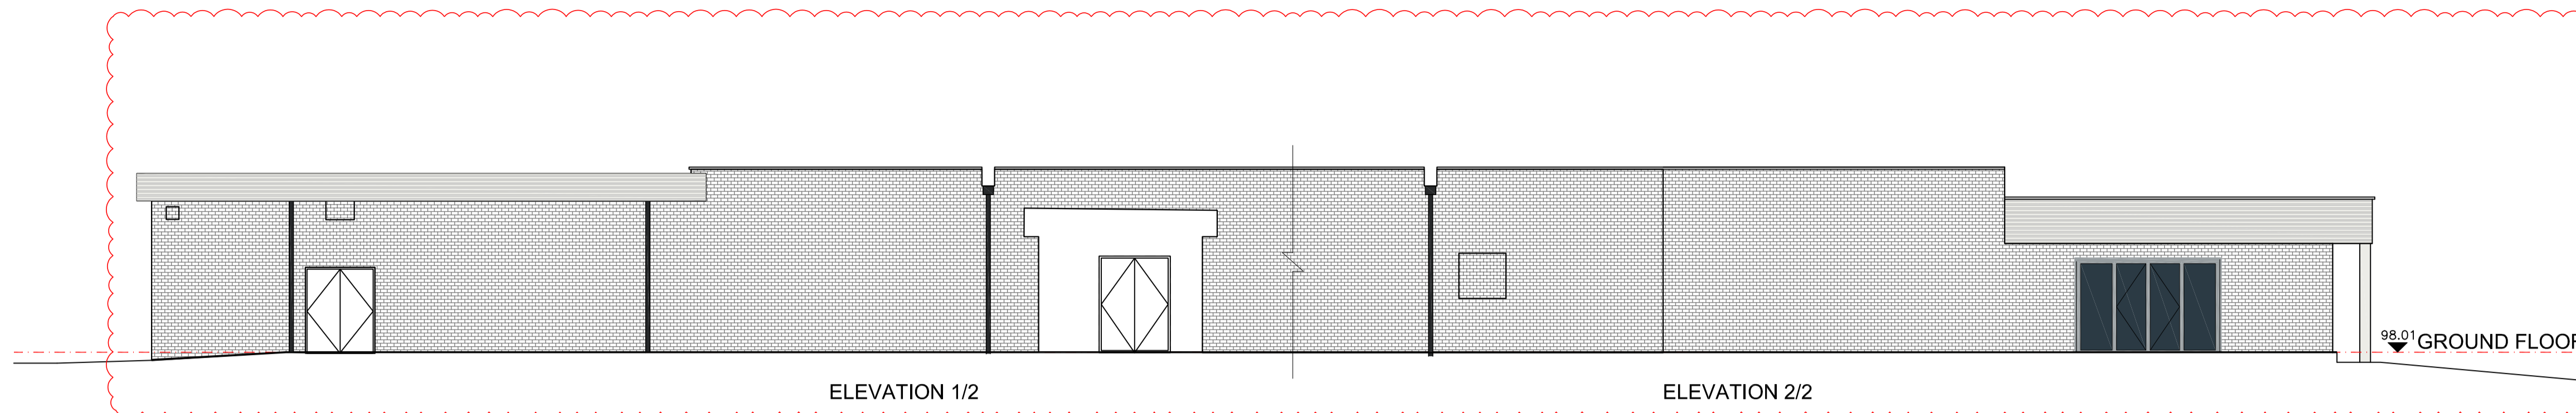 98.01 GROUND FLOOR
ELEVATION 1/2
ELEVATION 2/2